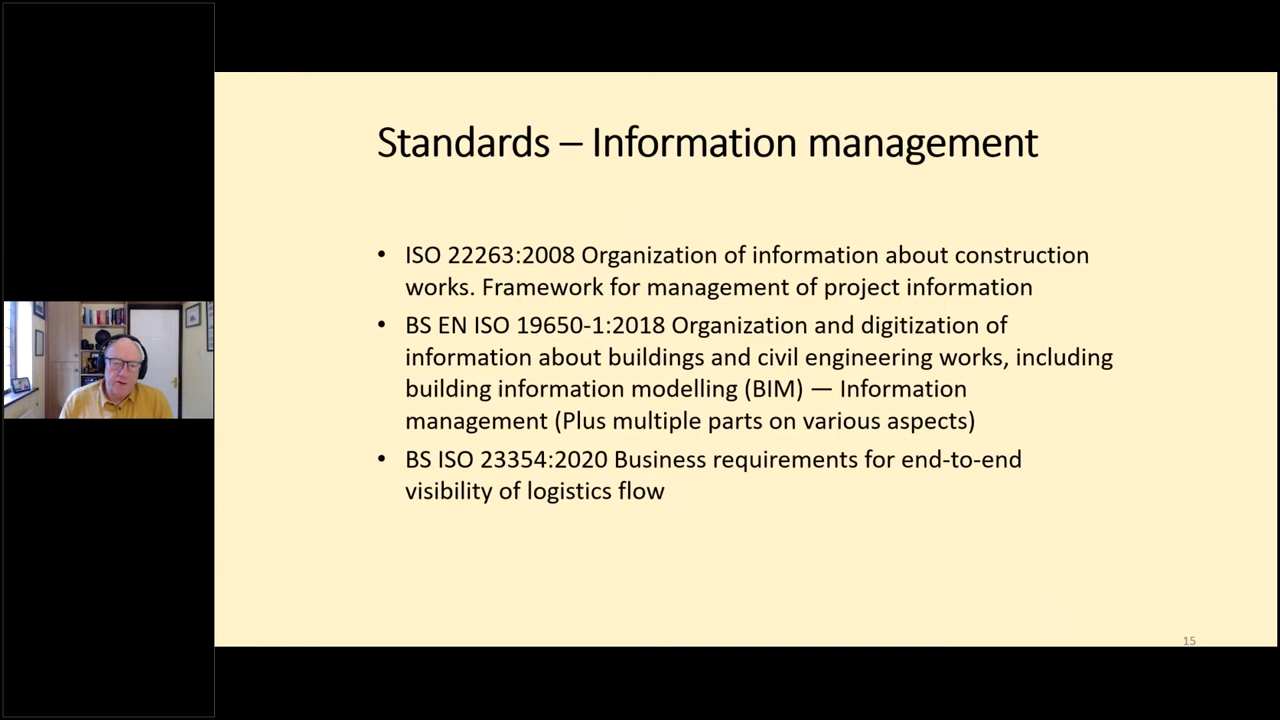 Standards – Information management
• ISO 22263:2008 Organization of information about construction
works. Framework for management of project information
• BS EN ISO 19650-1:2018 Organization and digitization of
information about buildings and civil engineering works, including
building information modelling (BIM) — Information
management (Plus multiple parts on various aspects)
• BS ISO 23354:2020 Business requirements for end-to-end
visibility of logistics flow
15